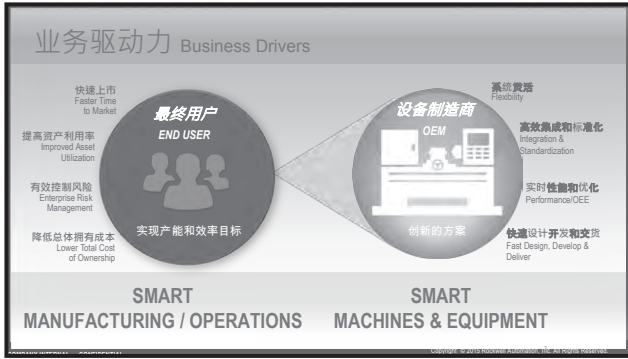 业务驱动力 Business Drivers
快速上市
Faster Time
to Market
提高资产利用率
Improved Asset
Utilization
有效控制风险
Enterprise Risk
Management
降低总体拥有成本
Lower Total Cost
of Ownership
最终用户
END USER
实现产能和效率目标
设备制造商
OEM
创新的方案
系统灵活
Flexibility
高效集成和标准化
Integration &
Standardization
实时性能和优化
Performance/OEE
快速设计开发和交货
Fast Design, Develop &
Deliver
SMART
MANUFACTURING / OPERATIONS
SMART
MACHINES & EQUIPMENT
COMPANY INTERNAL - CONFIDENTIAL
Copyright © 2015 Rockwell Automation, Inc. All Rights Reserved.